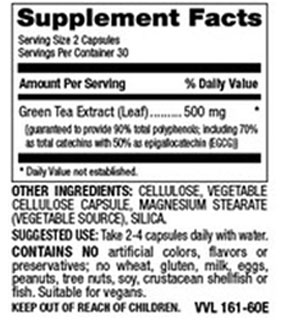 Supplement Facts
Serving Size 2 Capsules
Servings Per Container 30
Amount Per Serving % Daily Value
Green Tea Extract (Leaf).......... 500 mg *
(guaranteed to provide 90% total polyphenols; including 70%
as total catechins with 50% as epigallocatechin (EGCG))
* Daily Value not established.
OTHER INGREDIENTS: CELLULOSE, VEGETABLE
CELLULOSE CAPSULE, MAGNESIUM STEARATE
(VEGETABLE SOURCE), SILICA.
SUGGESTED USE: Take 2-4 capsules daily with water.
CONTAINS NO artificial colors, flavors or
preservatives; no wheat, gluten, milk, eggs,
peanuts, tree nuts, soy, crustacean shellfish or
fish. Suitable for vegans.
KEEP OUT OF REACH OF CHILDREN. VVL 161-60E